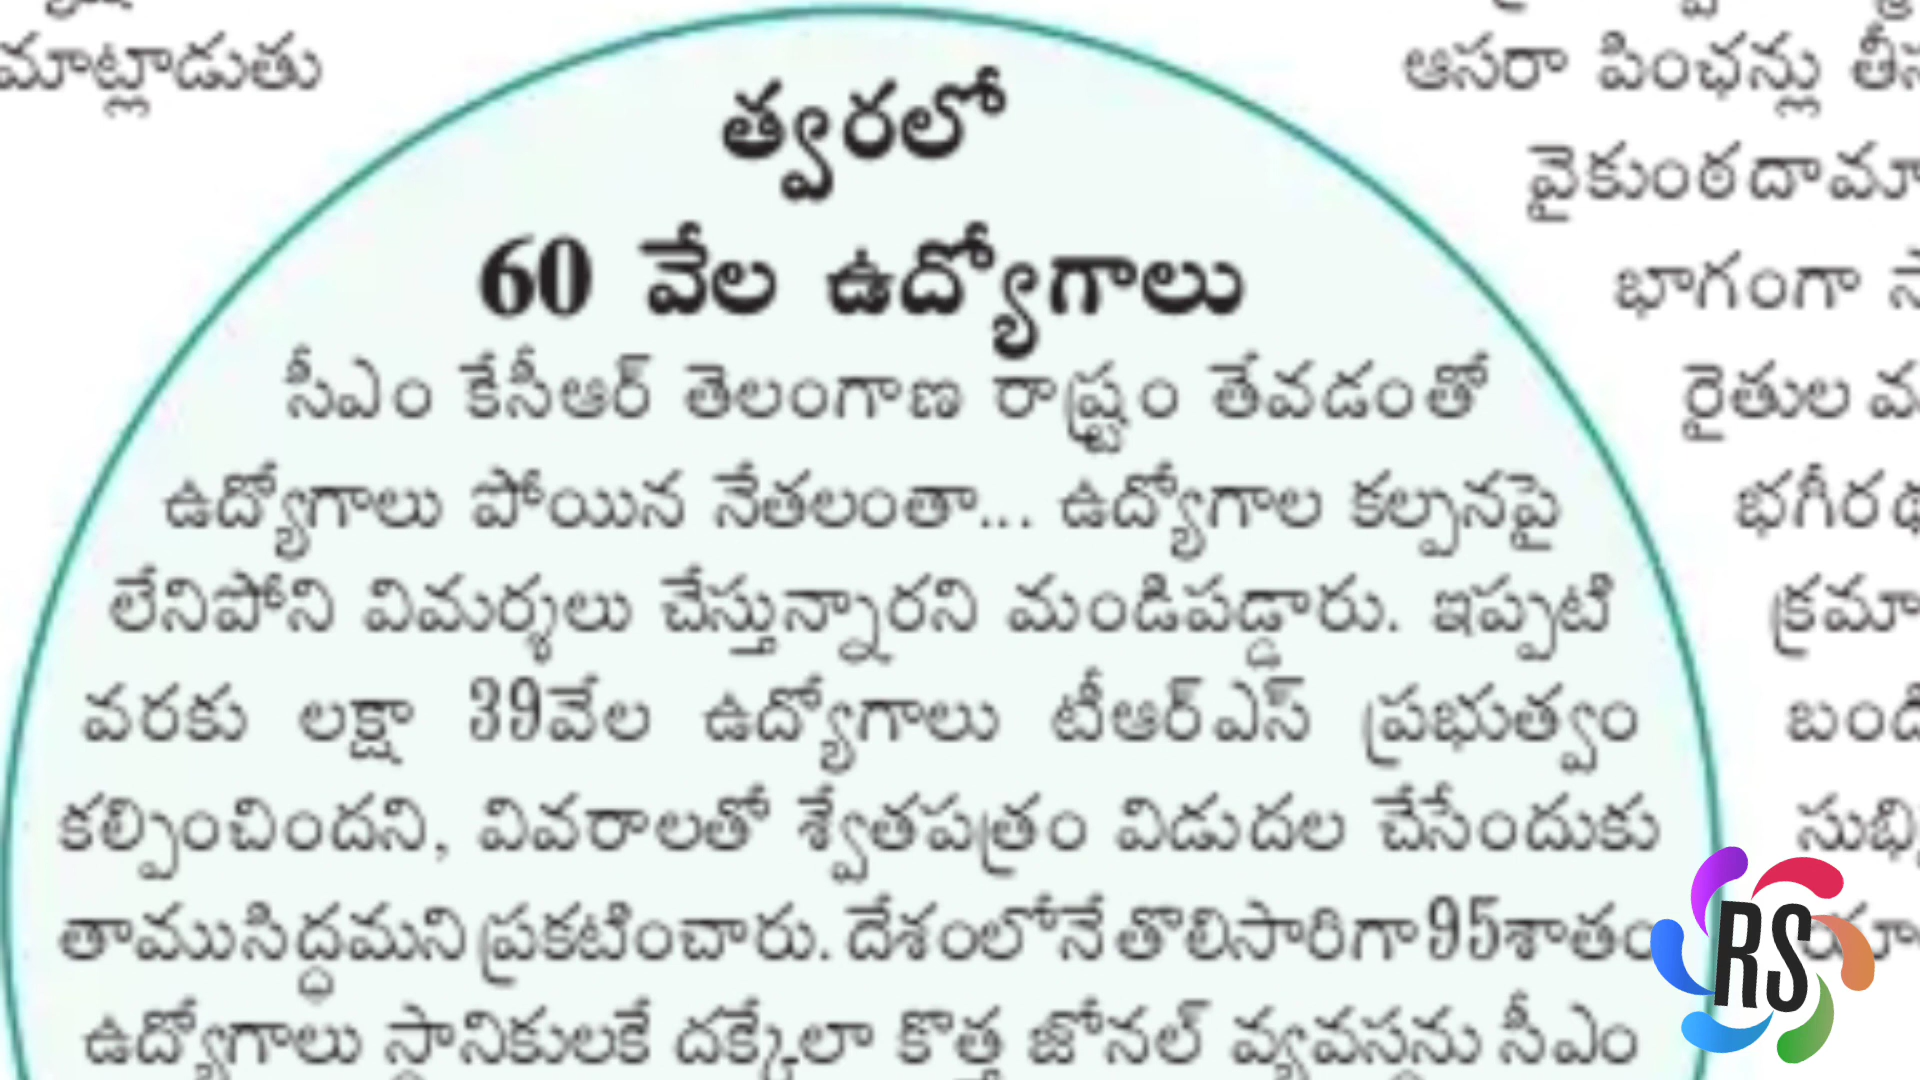 మాట్లాడుతు
త్వరలో
60 వేల ఉద్యోగాలు
సీఎం కేసీఆర్ తెలంగాణ రాష్ట్రం తేవడంతో
ఉద్యోగాలు పోయిన నేతలంతా... ఉద్యోగాల కల్పనపై
లేనిపోని విమర్శలు చేస్తున్నారని మండిపడ్డారు. ఇప్పటి
వరకు లక్షా 39వేల ఉద్యోగాలు టీఆర్ఎస్ ప్రభుత్వం
కల్పించిందని, వివరాలతో శ్వేతపత్రం విడుదల చేసేందుకు
తాముసిద్ధమని ప్రకటించారు. దేశంలోనే తొలిసారిగా 95శాతం
ఉద్యోగాలు స్థానికులకే దక్కేలా కొత్త జోనల్ వ్యవస్థను సీఎం
ఆసరా పింఛన్లు
వైకుంఠదామా
భాగంగా
రైతుల
భగీరథ
క్రమా
బంది
RS